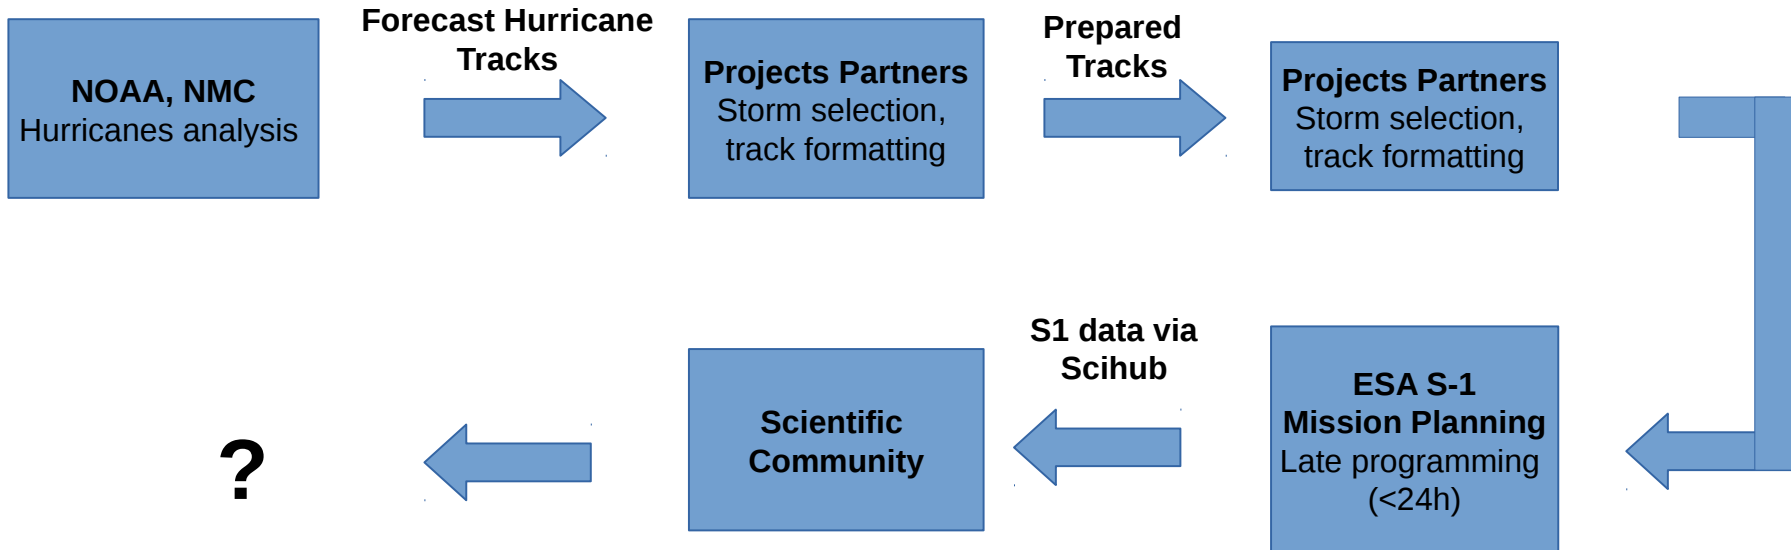 NOAA, NMC
Hurricanes analysis
Forecast Hurricane
Tracks
Projects Partners
Storm selection,
track formatting
Prepared
Tracks
Projects Partners
Storm selection,
track formatting
ESA S-1
Mission Planning
Late programming
(<24h)
S1 data via
Scihub
Scientific
Community
?